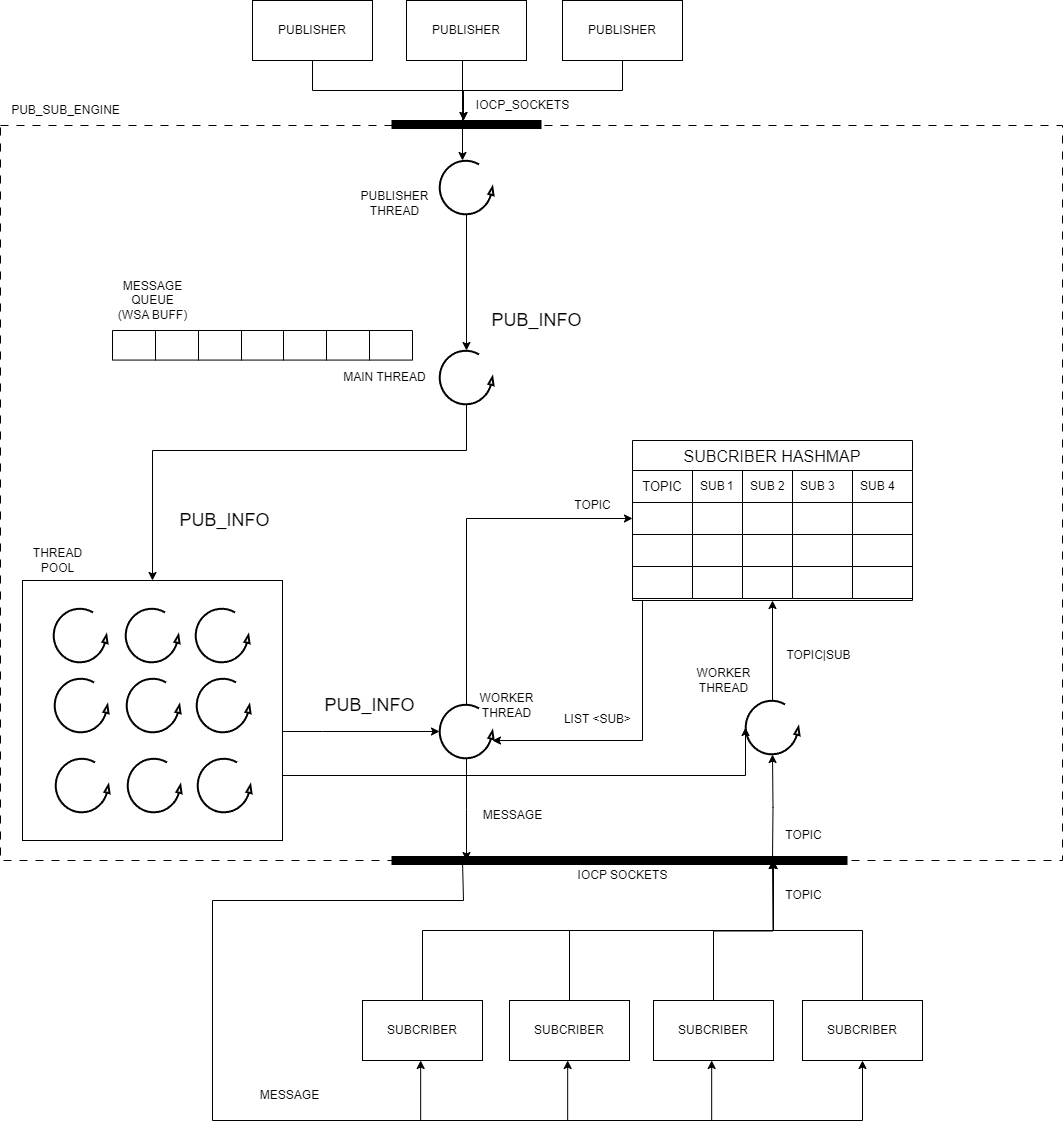 PUBLISHER
PUBLISHER
PUBLISHER
IOCP_SOCKETS
PUB_SUB_ENGINE
PUBLISHER
THREAD
MESSAGE
QUEUE
(WSA BUFF)
PUB_INFO
MAIN THREAD
SUBCRIBER HASHMAP
TOPIC SUB 1 SUB 2 SUB 3 SUB 4
TOPIC
PUB_INFO
THREAD
POOL
TOPIC|SUB
WORKER
THREAD
PUB_INFO
WORKER
THREAD
LIST <SUB>
MESSAGE
TOPIC
IOCP SOCKETS
TOPIC
SUBCRIBER
SUBCRIBER
SUBCRIBER
SUBCRIBER
MESSAGE